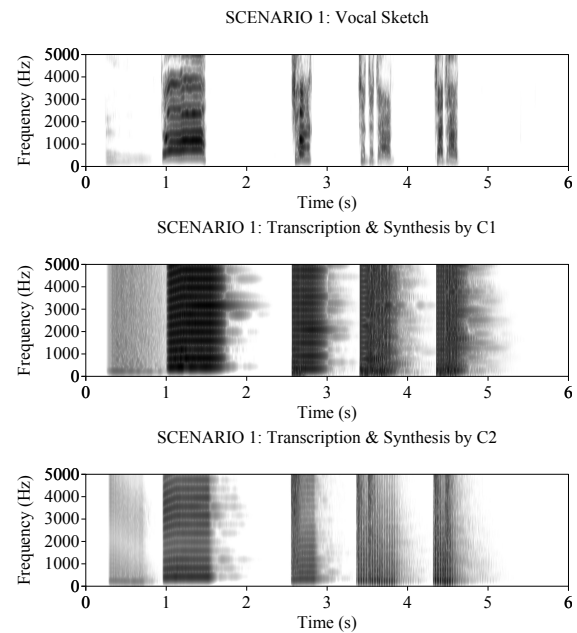 SCENARIO 1: Vocal Sketch
5000
4000
3000
2000
1000
0
Frequency (Hz)
0 1 2 3 4 5 6
Time (s)
SCENARIO 1: Transcription & Synthesis by C1
5000
4000
3000
2000
1000
0
Frequency (Hz)
0 1 2 3 4 5 6
Time (s)
SCENARIO 1: Transcription & Synthesis by C2
5000
4000
3000
2000
1000
0
Frequency (Hz)
0 1 2 3 4 5 6
Time (s)